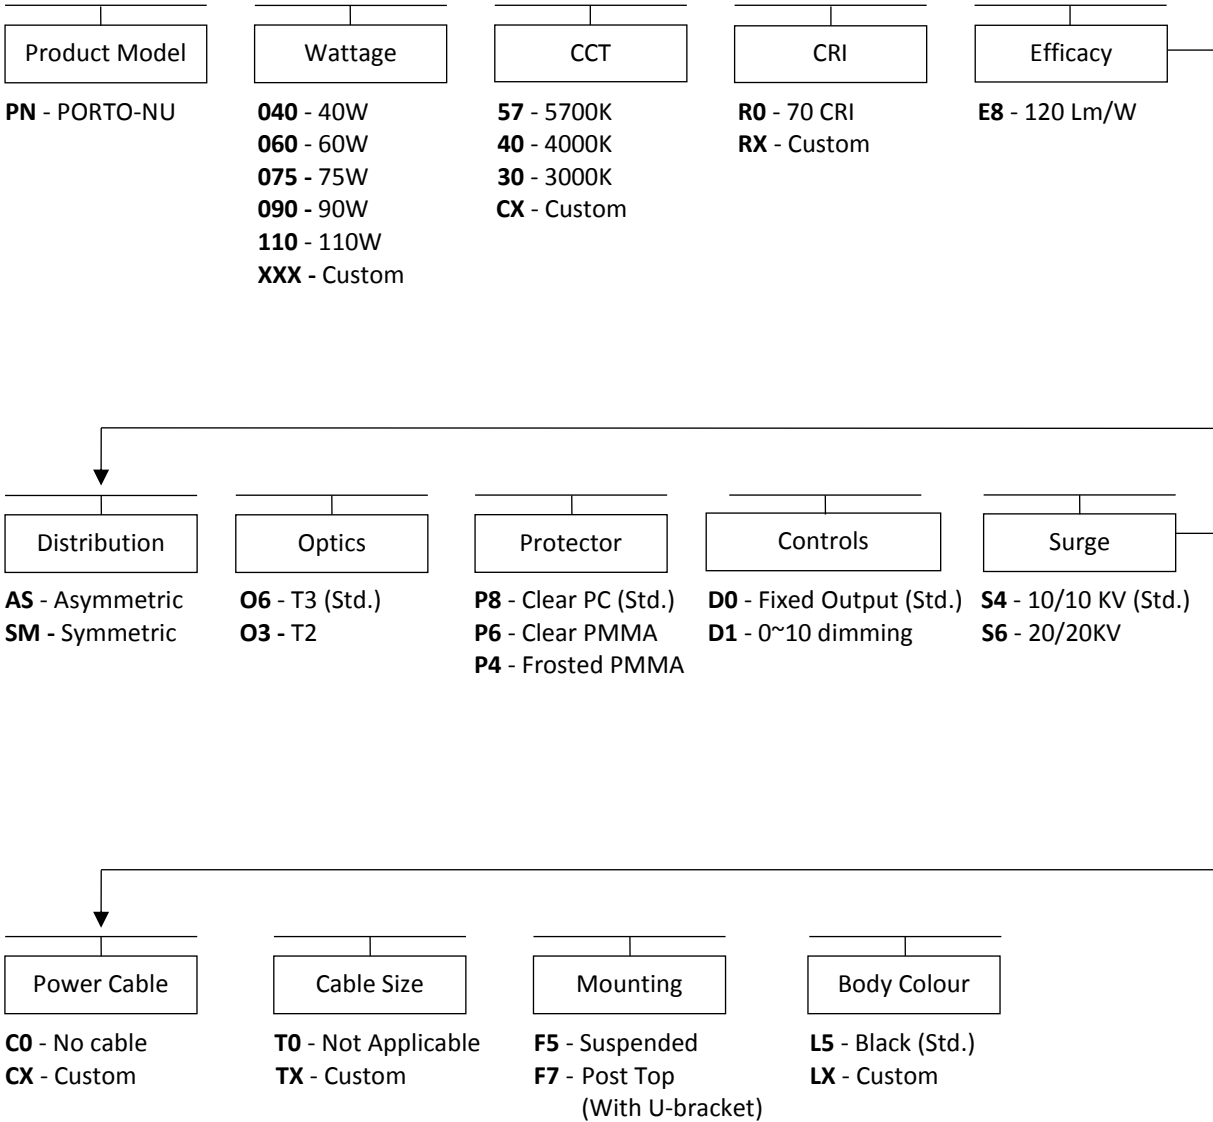 Product Model
Wattage
CCT
CRI
Efficacy
PN - PORTO-NU
040 - 40W
060 - 60W
075 - 75W
090 - 90W
110 - 110W
XXX - Custom
57 - 5700K
40 - 4000K
30 - 3000K
CX - Custom
R0 - 70 CRI
RX - Custom
E8 - 120 Lm/W
Distribution
Optics
Protector
Controls
Surge
AS - Asymmetric
SM - Symmetric
O6 - T3 (Std.)
O3 - T2
P8 - Clear PC (Std.)
P6 - Clear PMMA
P4 - Frosted PMMA
D0 - Fixed Output (Std.)
D1 - 0~10 dimming
S4 - 10/10 KV (Std.)
S6 - 20/20KV
Power Cable
Cable Size
Mounting
Body Colour
C0 - No cable
CX - Custom
T0 - Not Applicable
TX - Custom
F5 - Suspended
F7 - Post Top
(With U-bracket)
L5 - Black (Std.)
LX - Custom